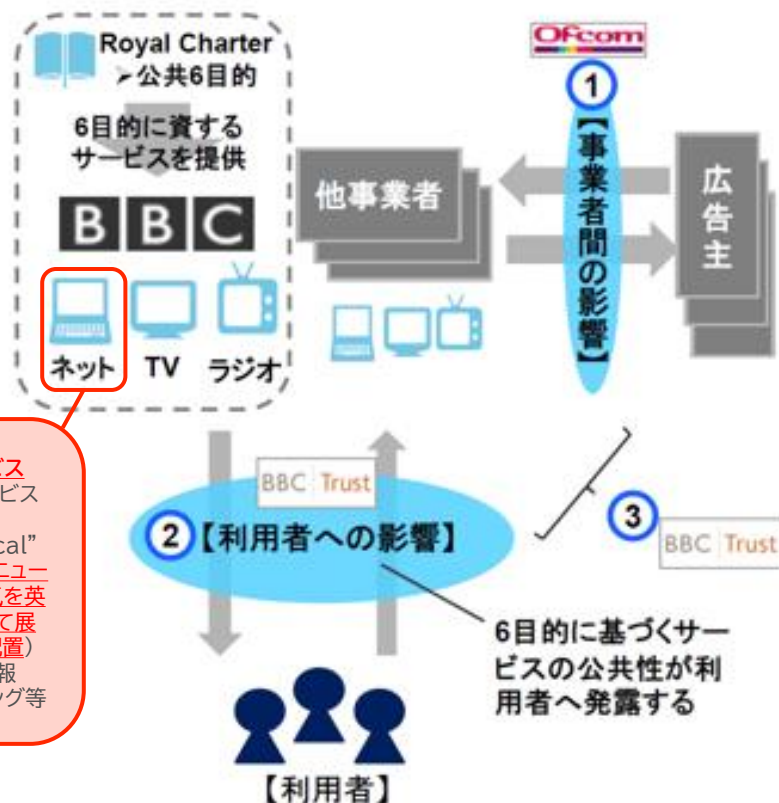 Royal Charter
➢公共6目的
6目的に資する
サービスを提供
BBC
ネット TV ラジオ
他事業者
Ofcom
1
【事業者間の影響】
広告主
ビス
ビス
cal”
ニュー
を英
て展
置)
報
グ等
BBC Trust
2【利用者への影響】
3
BBC Trust
6目的に基づくサー
ビスの公共性が利
用者へ発露する
【利用者】